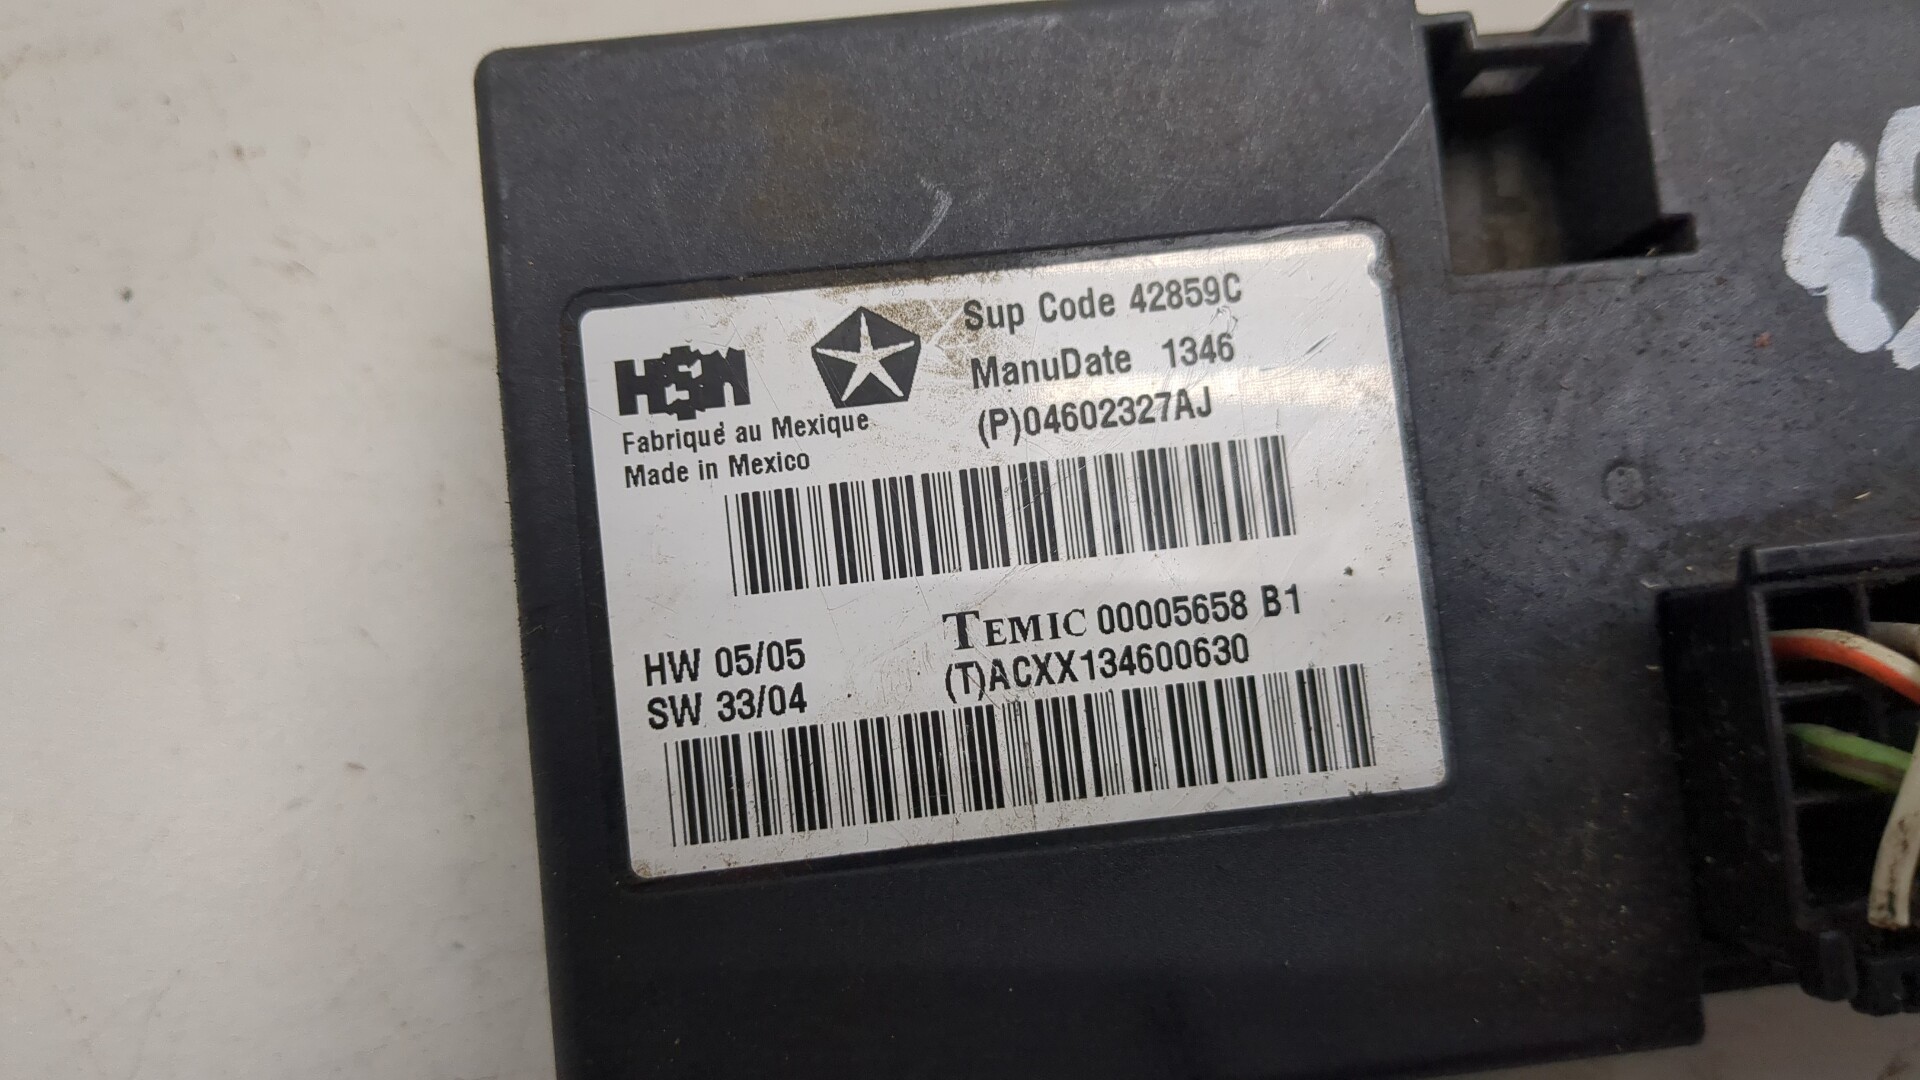 HSM
Sup Code 42859C
ManuDate 1346
(P)04602327AJ
Fabriqué au Mexique
Made in Mexico
HW 05/05
SW 33/04
TEMIC 00005658 B1
(T)ACXX134600630